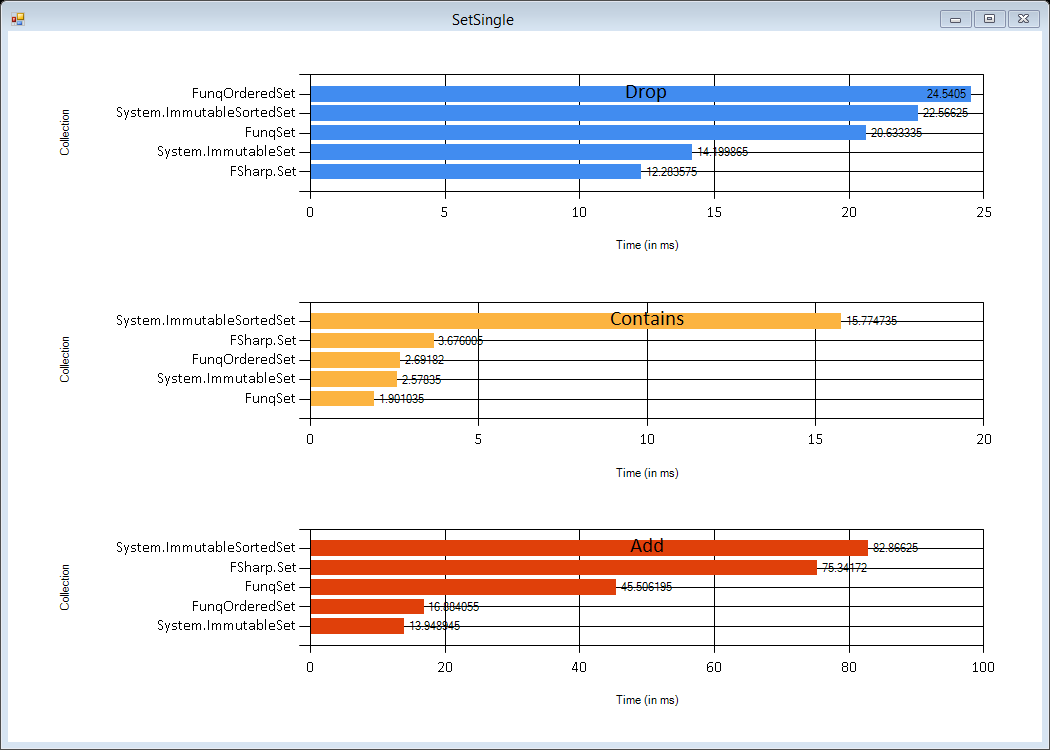 SetSingle
Drop
Collection
FunqOrderedSet 24.5405
System.ImmutableSortedSet 22.56625
FunqSet 20.633335
System.ImmutableSet 14.199865
FSharp.Set 12.283575
0 5 10 15 20 25
Time (in ms)
Contains
Collection
System.ImmutableSortedSet 15.774735
FSharp.Set 3.676005
FunqOrderedSet 2.69182
System.ImmutableSet 2.57835
FunqSet 1.901035
0 5 10 15 20
Time (in ms)
Add
Collection
System.ImmutableSortedSet 82.86625
FSharp.Set 75.34172
FunqSet 45.506195
FunqOrderedSet 16.884055
System.ImmutableSet 13.948945
0 20 40 60 80 100
Time (in ms)